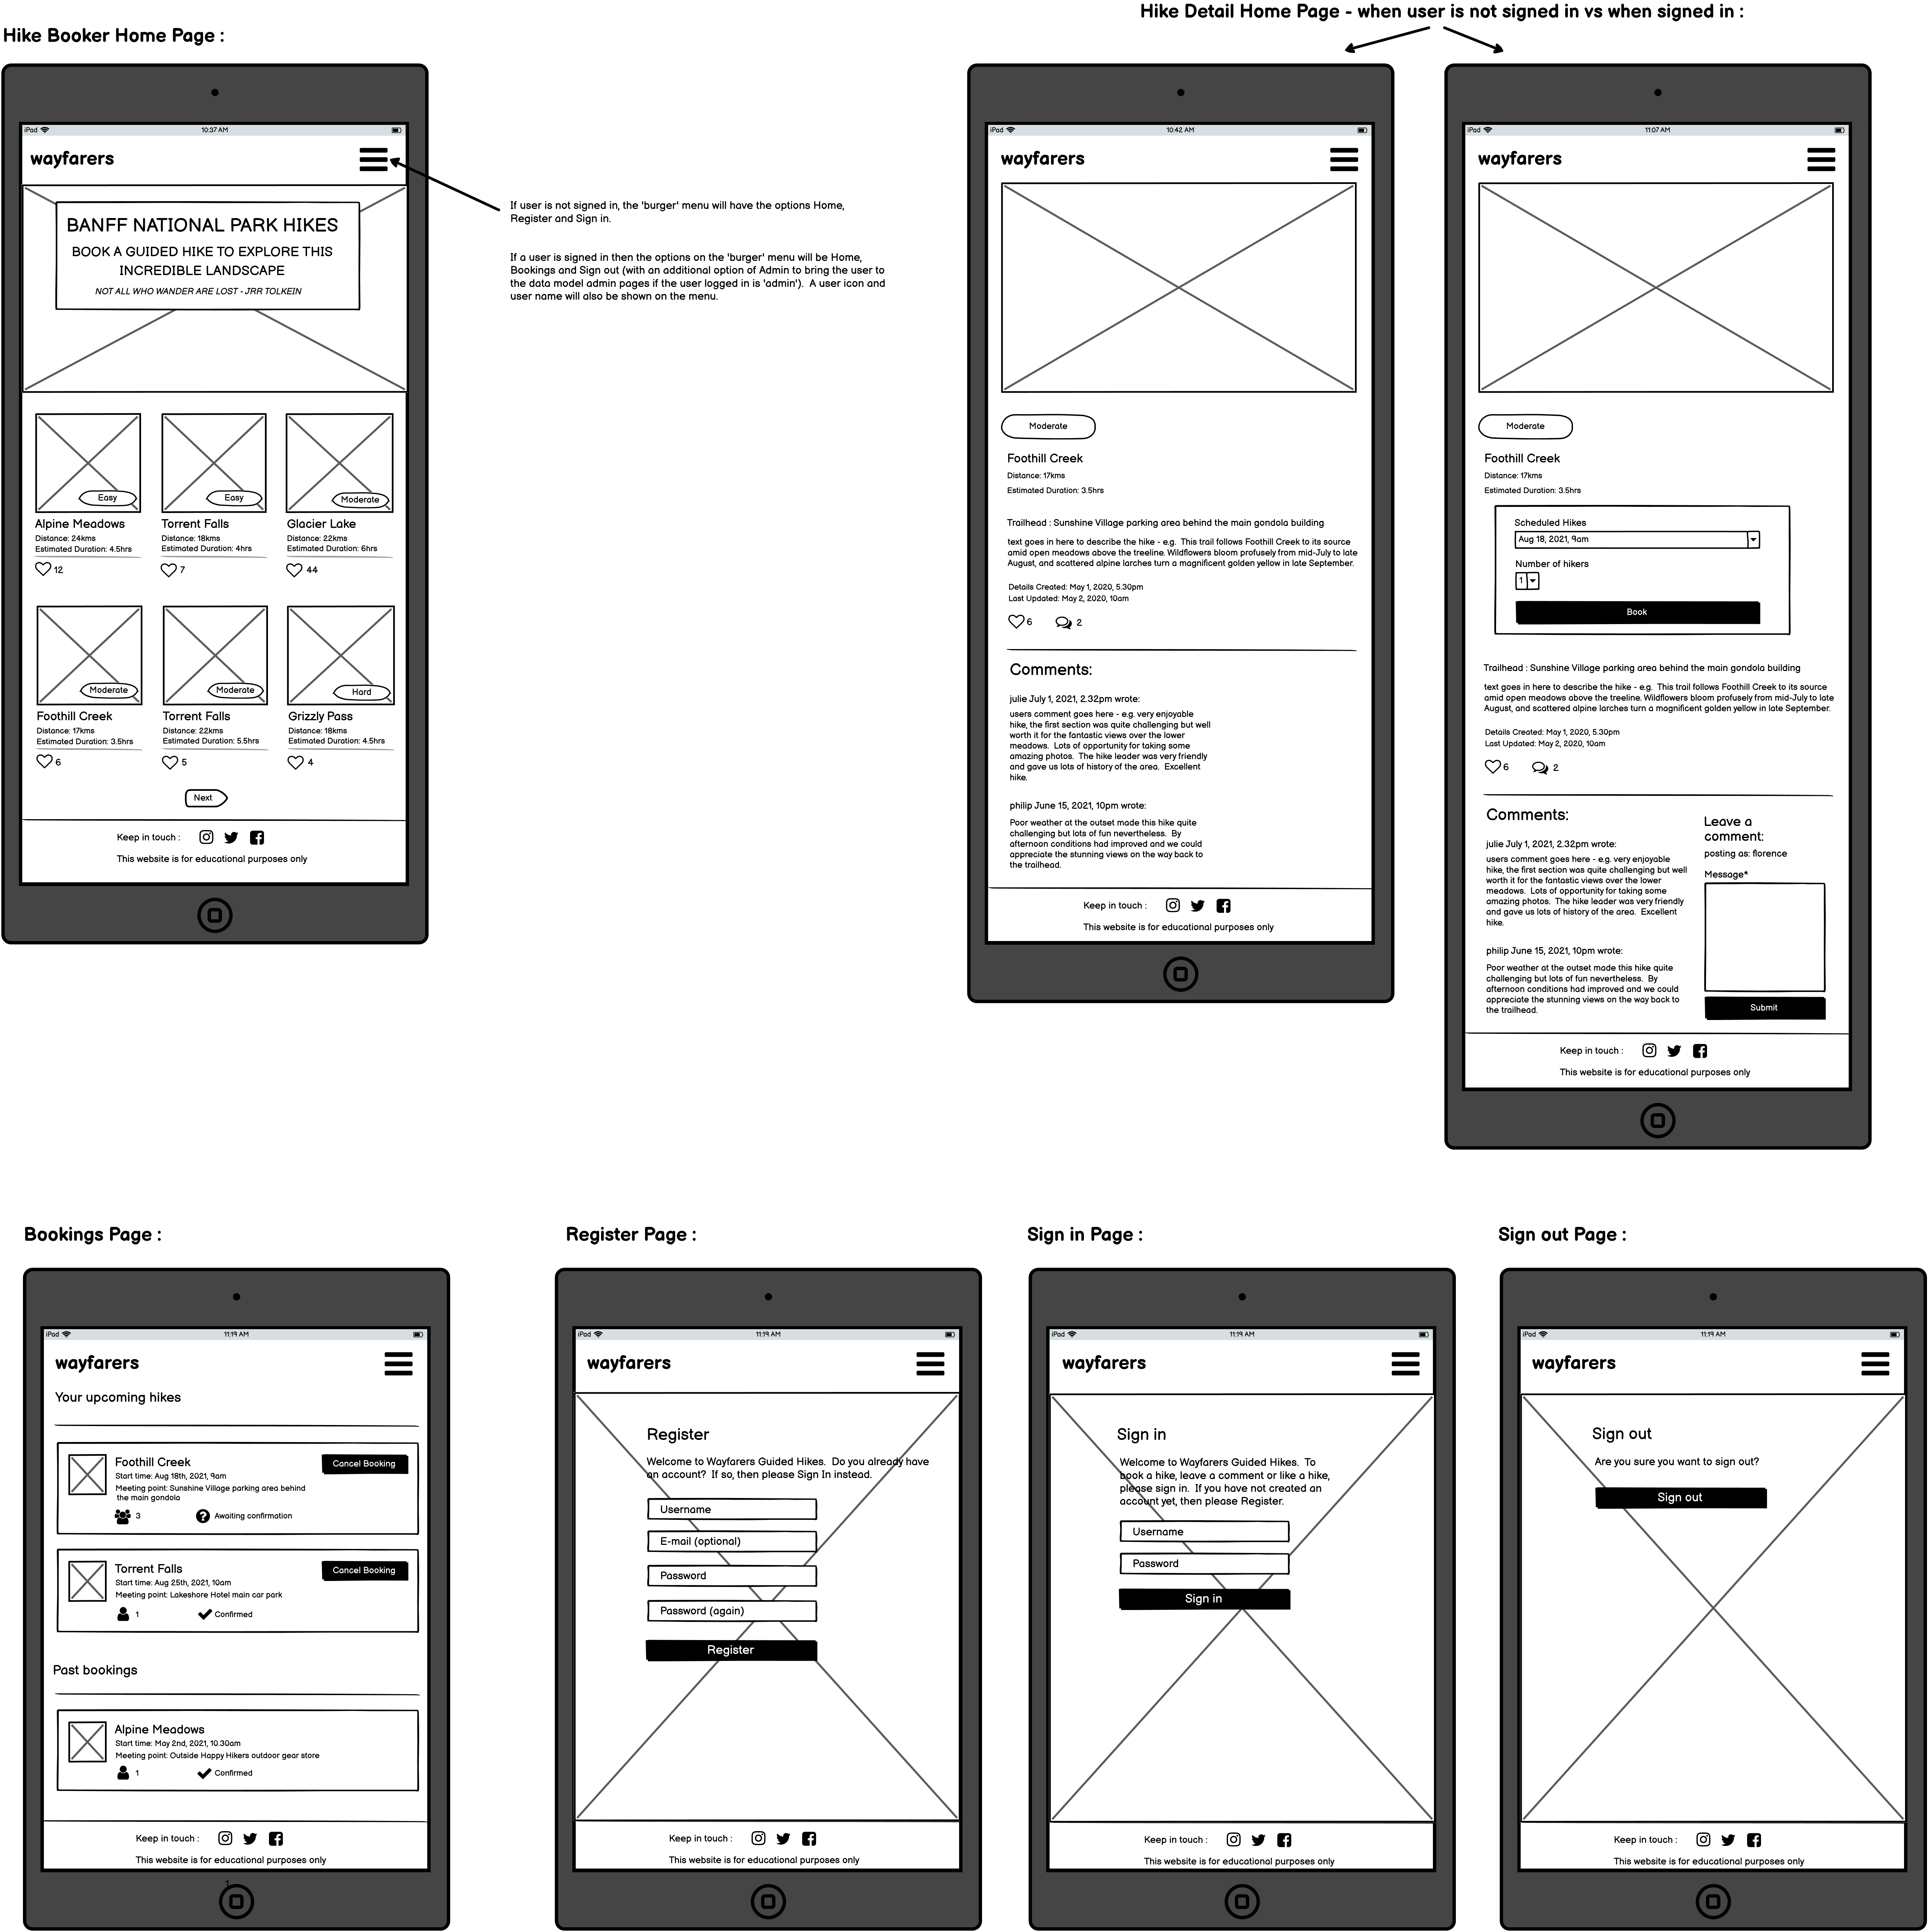 Hike Detail Home Page - when user is not signed in vs when signed in :
Hike Booker Home Page :
iPad
10:37 AM
wayfarers
BANFF NATIONAL PARK HIKES
BOOK A GUIDED HIKE TO EXPLORE THIS
INCREDIBLE LANDSCAPE
NOT ALL WHO WANDER ARE LOST - JRR TOLKEIN
Easy
Alpine Meadows
Distance: 24kms
Estimated Duration: 4.5hrs
12
Easy
Torrent Falls
Distance: 18kms
Estimated Duration: 4hrs
7
Moderate
Glacier Lake
Distance: 22kms
Estimated Duration: 6hrs
44
Moderate
Foothill Creek
Distance: 17kms
Estimated Duration: 3.5hrs
6
Moderate
Torrent Falls
Distance: 22kms
Estimated Duration: 5.5hrs
5
Hard
Grizzly Pass
Distance: 18kms
Estimated Duration: 4.5hrs
4
Next
Keep in touch :
This website is for educational purposes only
If user is not signed in, the 'burger' menu will have the options Home,
Register and Sign in.
If a user is signed in then the options on the 'burger' menu will be Home,
Bookings and Sign out (with an additional option of Admin to bring the user to
the data model admin pages if the user logged in is 'admin').  A user icon and
user name will also be shown on the menu.
iPad
10:42 AM
wayfarers
Moderate
Foothill Creek
Distance: 17kms
Estimated Duration: 3.5hrs
Trailhead : Sunshine Village parking area behind the main gondola building
text goes in here to describe the hike - e.g.  This trail follows Foothill Creek to its source
amid open meadows above the treeline. Wildflowers bloom profusely from mid-July to late
August, and scattered alpine larches turn a magnificent golden yellow in late September.
Details Created: May 1, 2020, 5.30pm
Last Updated: May 2, 2020, 10am
6
2
Comments:
julie July 1, 2021, 2.32pm wrote:
users comment goes here - e.g. very enjoyable
hike, the first section was quite challenging but well
worth it for the fantastic views over the lower
meadows.  Lots of opportunity for taking some
amazing photos.  The hike leader was very friendly
and gave us lots of history of the area.  Excellent
hike.
philip June 15, 2021, 10pm wrote:
Poor weather at the outset made this hike quite
challenging but lots of fun nevertheless.  By
afternoon conditions had improved and we could
appreciate the stunning views on the way back to
the trailhead.
Keep in touch :
This website is for educational purposes only
iPad
11:07 AM
wayfarers
Moderate
Foothill Creek
Distance: 17kms
Estimated Duration: 3.5hrs
Scheduled Hikes
Aug 18, 2021, 9am
Number of hikers
1
Book
Trailhead : Sunshine Village parking area behind the main gondola building
text goes in here to describe the hike - e.g.  This trail follows Foothill Creek to its source
amid open meadows above the treeline. Wildflowers bloom profusely from mid-July to late
August, and scattered alpine larches turn a magnificent golden yellow in late September.
Details Created: May 1, 2020, 5.30pm
Last Updated: May 2, 2020, 10am
6
2
Comments:
julie July 1, 2021, 2.32pm wrote:
users comment goes here - e.g. very enjoyable
hike, the first section was quite challenging but well
worth it for the fantastic views over the lower
meadows.  Lots of opportunity for taking some
amazing photos.  The hike leader was very friendly
and gave us lots of history of the area.  Excellent
hike.
philip June 15, 2021, 10pm wrote:
Poor weather at the outset made this hike quite
challenging but lots of fun nevertheless.  By
afternoon conditions had improved and we could
appreciate the stunning views on the way back to
the trailhead.
Leave a
comment:
posting as: florence
Message*
Submit
Keep in touch :
This website is for educational purposes only
Bookings Page :
iPad
11:19 AM
wayfarers
Your upcoming hikes
Foothill Creek
Cancel Booking
Start time: Aug 18th, 2021, 9am
Meeting point: Sunshine Village parking area behind
the main gondola
3
Awaiting confirmation
Torrent Falls
Cancel Booking
Start time: Aug 25th, 2021, 10am
Meeting point: Lakeshore Hotel main car park
1
Confirmed
Past bookings
Alpine Meadows
Start time: May 2nd, 2021, 10.30am
Meeting point: Outside Happy Hikers outdoor gear store
1
Confirmed
Keep in touch :
This website is for educational purposes only
1
Register Page :
iPad
11:19 AM
wayfarers
Register
Welcome to Wayfarers Guided Hikes.  Do you already have
an account?  If so, then please Sign In instead.
Username
E-mail (optional)
Password
Password (again)
Register
Keep in touch :
This website is for educational purposes only
Sign in Page :
iPad
11:19 AM
wayfarers
Sign in
Welcome to Wayfarers Guided Hikes.  To
book a hike, leave a comment or like a hike,
please sign in.  If you have not created an
account yet, then please Register.
Username
Password
Sign in
Keep in touch :
This website is for educational purposes only
Sign out Page :
iPad
11:19 AM
wayfarers
Sign out
Are you sure you want to sign out?
Sign out
Keep in touch :
This website is for educational purposes only